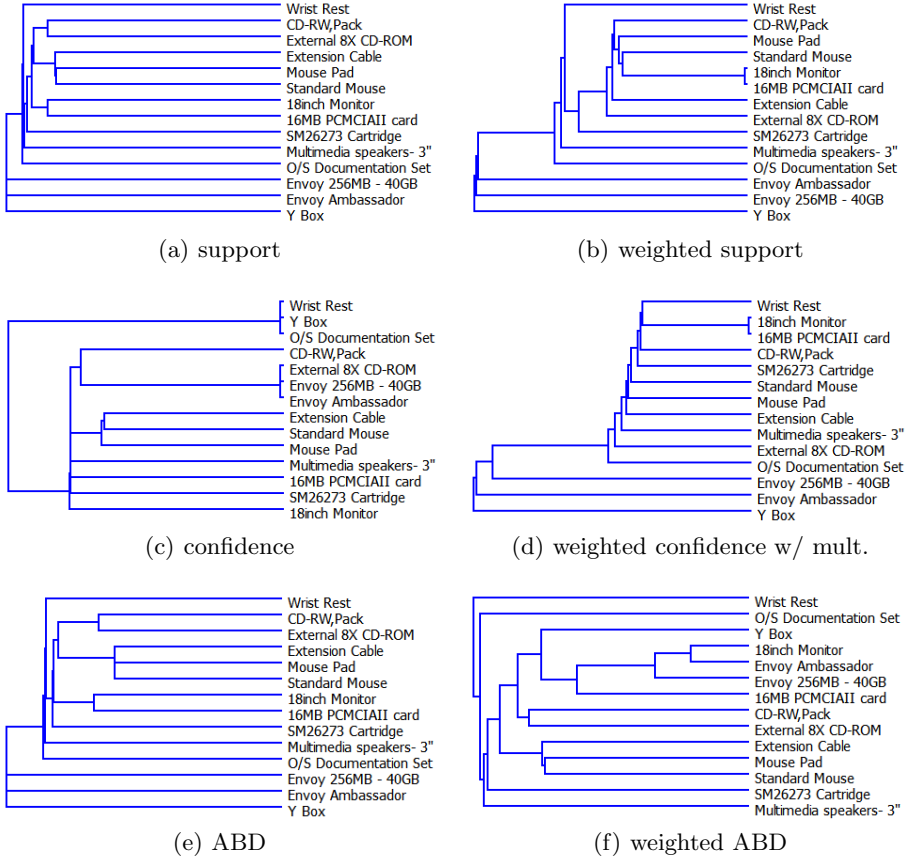 Wrist Rest
CD-RW,Pack
External 8X CD-ROM
Extension Cable
Mouse Pad
Standard Mouse
18inch Monitor
16MB PCMCIAII card
SM26273 Cartridge
Multimedia speakers- 3"
O/S Documentation Set
Envoy 256MB - 40GB
Envoy Ambassador
Y Box
(a) support
Wrist Rest
CD-RW,Pack
Mouse Pad
Standard Mouse
18inch Monitor
16MB PCMCIAII card
Extension Cable
External 8X CD-ROM
SM26273 Cartridge
Multimedia speakers- 3"
O/S Documentation Set
Envoy Ambassador
Envoy 256MB - 40GB
Y Box
(b) weighted support
Wrist Rest
Y Box
O/S Documentation Set
CD-RW,Pack
External 8X CD-ROM
Envoy 256MB - 40GB
Envoy Ambassador
Extension Cable
Standard Mouse
Mouse Pad
Multimedia speakers- 3"
16MB PCMCIAII card
SM26273 Cartridge
18inch Monitor
(c) confidence
Wrist Rest
18inch Monitor
16MB PCMCIAII card
CD-RW,Pack
SM26273 Cartridge
Standard Mouse
Mouse Pad
Extension Cable
Multimedia speakers- 3"
External 8X CD-ROM
O/S Documentation Set
Envoy 256MB - 40GB
Envoy Ambassador
Y Box
(d) weighted confidence w/ mult.
Wrist Rest
CD-RW,Pack
External 8X CD-ROM
Extension Cable
Mouse Pad
Standard Mouse
18inch Monitor
16MB PCMCIAII card
SM26273 Cartridge
Multimedia speakers- 3"
O/S Documentation Set
Envoy 256MB - 40GB
Envoy Ambassador
Y Box
(e) ABD
Wrist Rest
O/S Documentation Set
Y Box
18inch Monitor
Envoy Ambassador
Envoy 256MB - 40GB
16MB PCMCIAII card
CD-RW,Pack
External 8X CD-ROM
Extension Cable
Mouse Pad
Standard Mouse
SM26273 Cartridge
Multimedia speakers- 3"
(f) weighted ABD